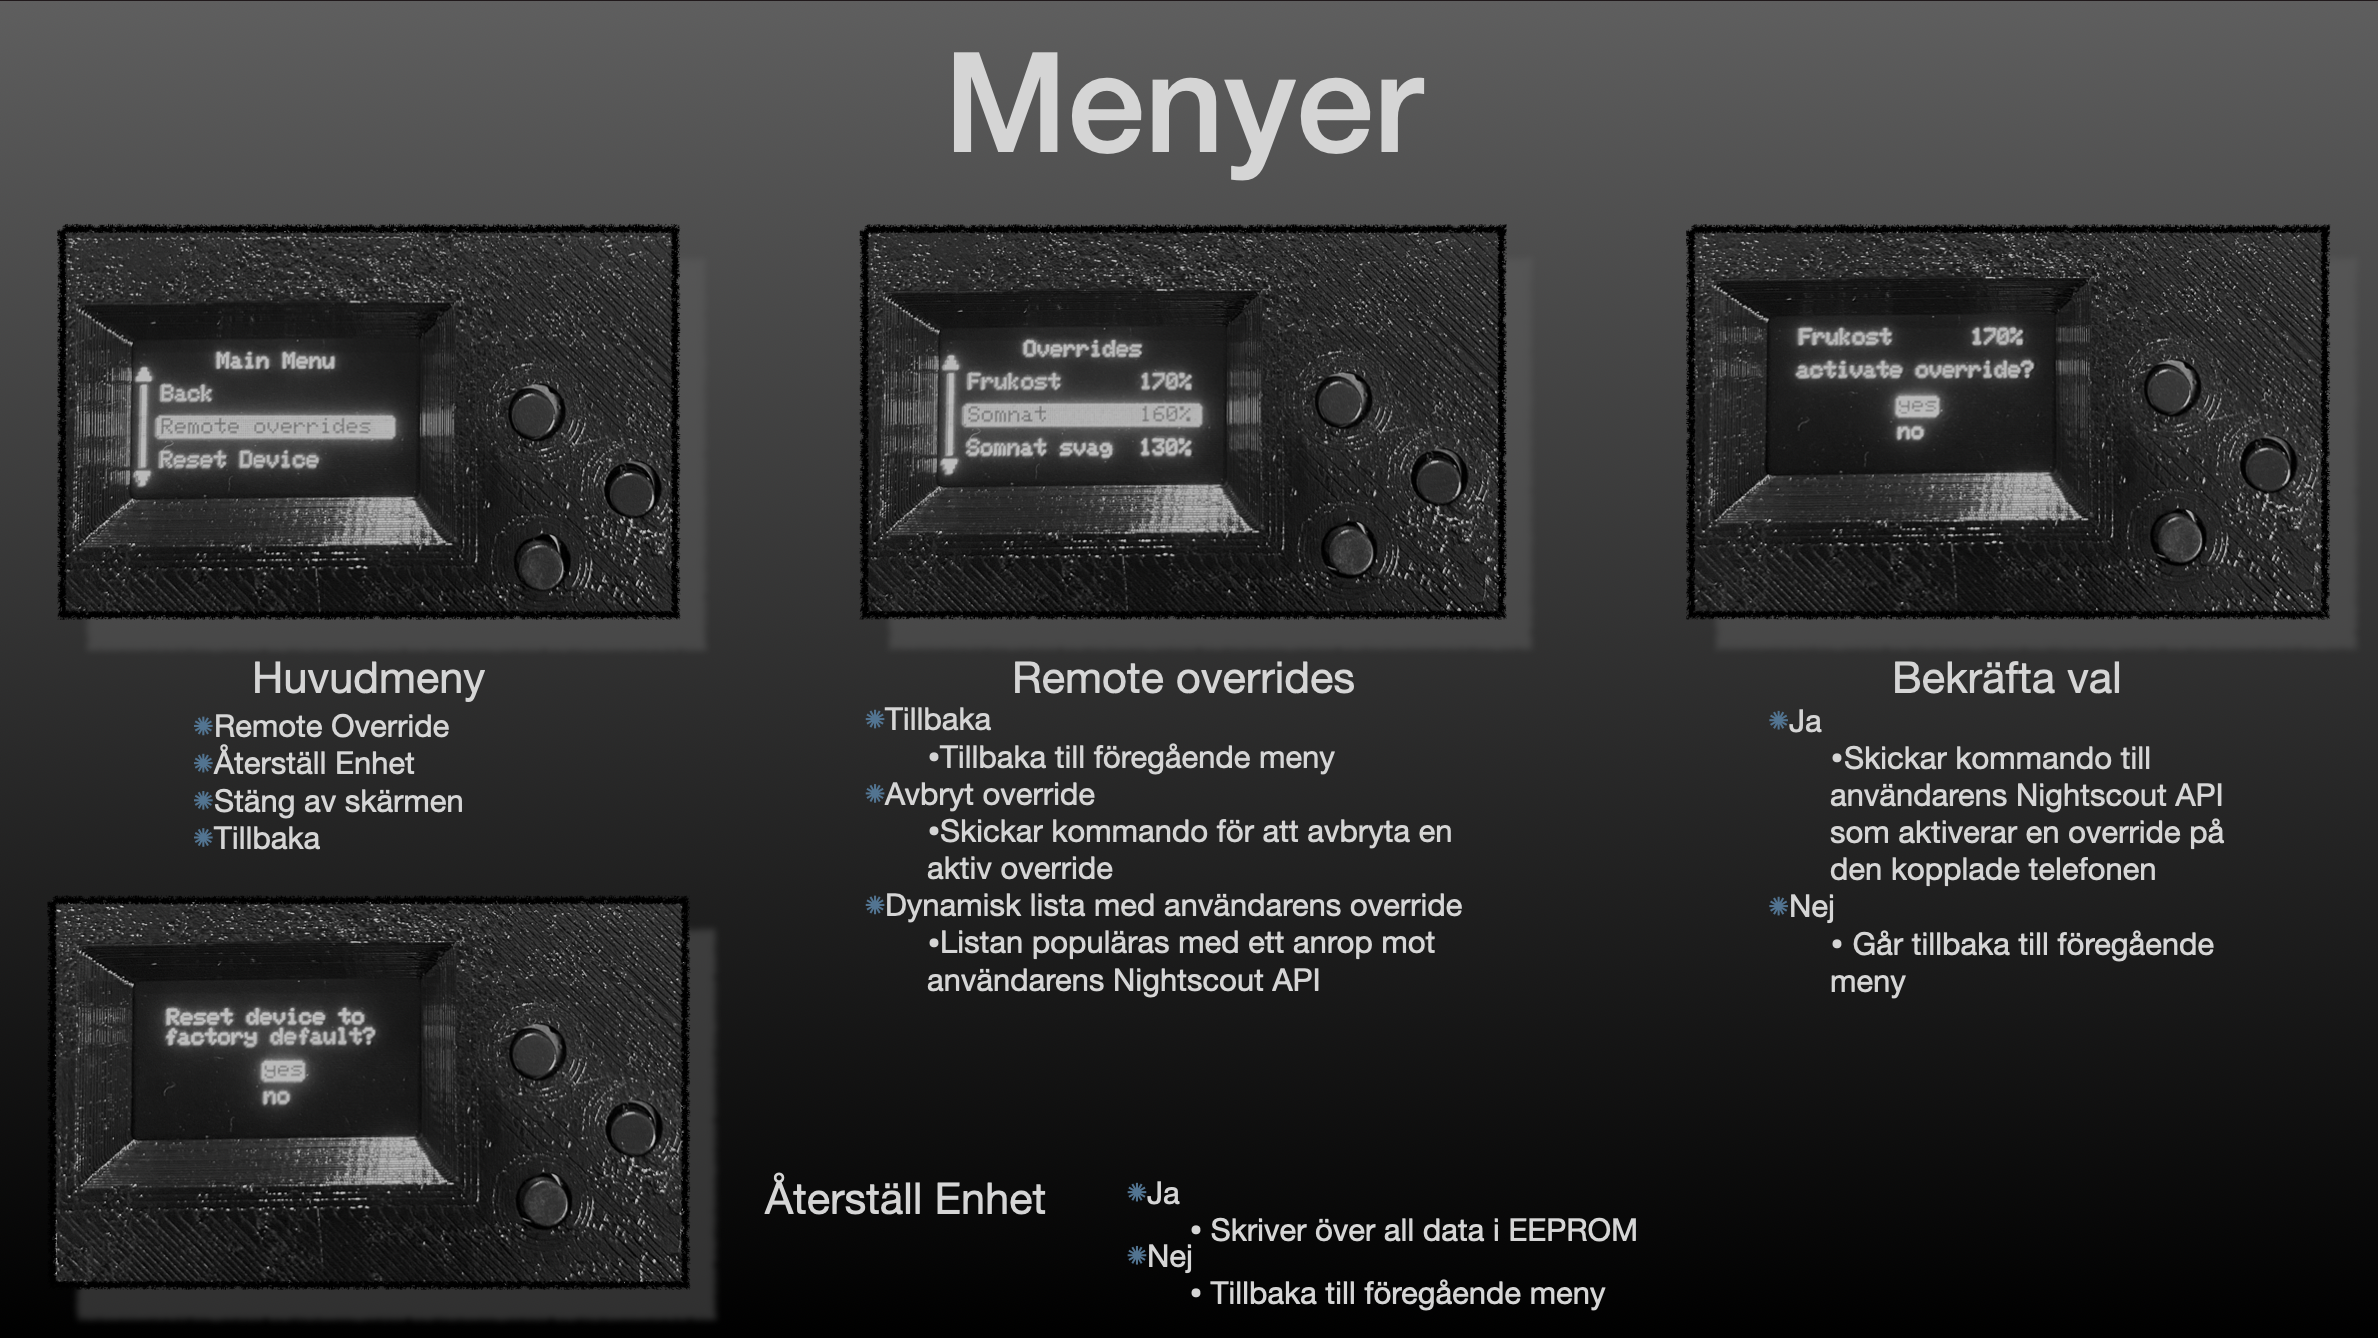 Menyer
Main Menu
Back
Remote overrides
Reset Device
Overrides
Frukost 170%
Somnat 160%
Somnat svag 130%
Frukost 170%
activate override?
yes
no
Huvudmeny
Remote Override
Återställ Enhet
Stäng av skärmen
Tillbaka
Remote overrides
Tillbaka
•Tillbaka till föregående meny
Avbryt override
•Skickar kommando för att avbryta en
aktiv override
Dynamisk lista med användarens override
•Listan populäras med ett anrop mot
användarens Nightscout API
Bekräfta val
Ja
•Skickar kommando till
användarens Nightscout API
som aktiverar en override på
den kopplade telefonen
Nej
• Går tillbaka till föregående
meny
Reset device to
factory default?
yes
no
Återställ Enhet
Ja
• Skriver över all data i EEPROM
Nej
• Tillbaka till föregående meny